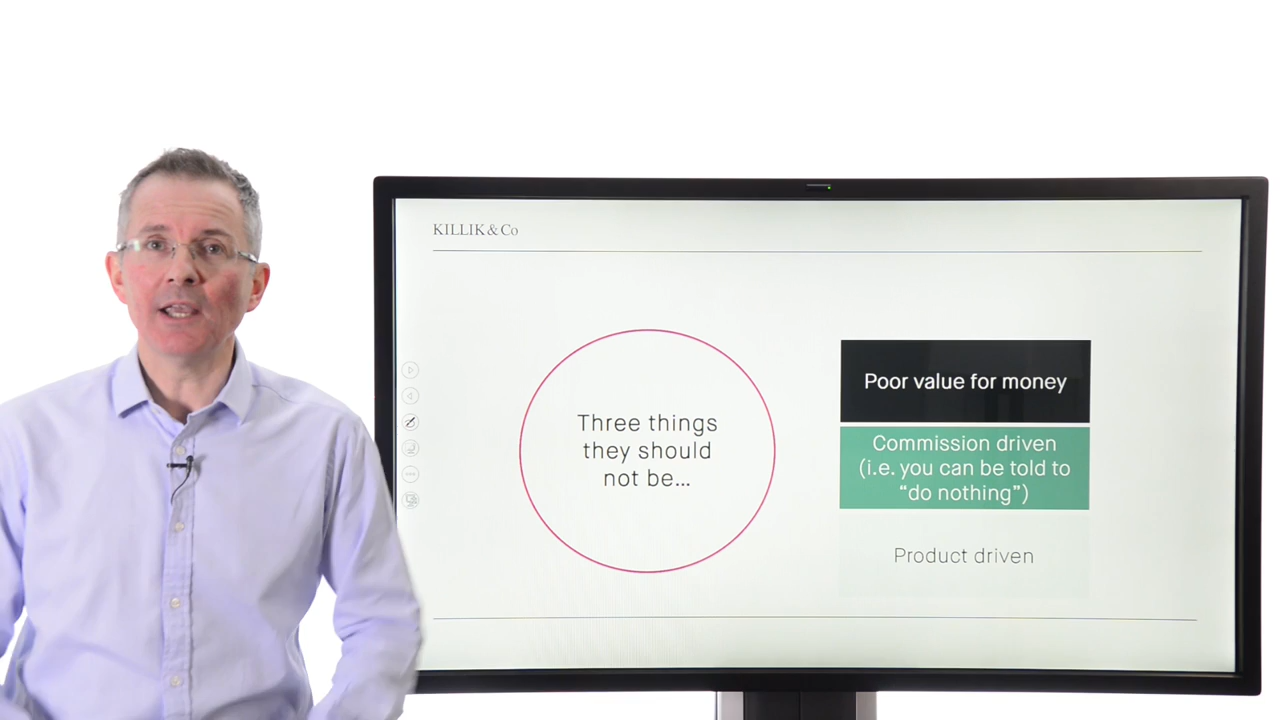 KILLIK & Co
Three things
they should
not be...
Poor value for money
Commission driven
(i.e. you can be told to
“do nothing”)
Product driven